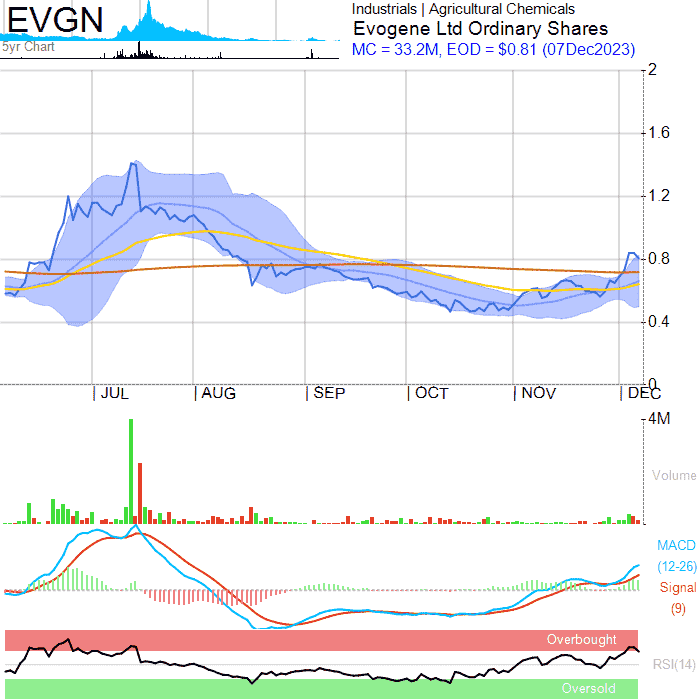 EVGN
5yr Chart
Industrials | Agricultural Chemicals
Evogene Ltd Ordinary Shares
MC = 33.2M, EOD = $0.81 (07Dec2023)
2
1.6
1.2
0.8
0.4
0
JUL AUG SEP OCT NOV DEC
4M
Volume
MACD
(12-26)
Signal
(9)
Overbought
RSI(14)
Oversold